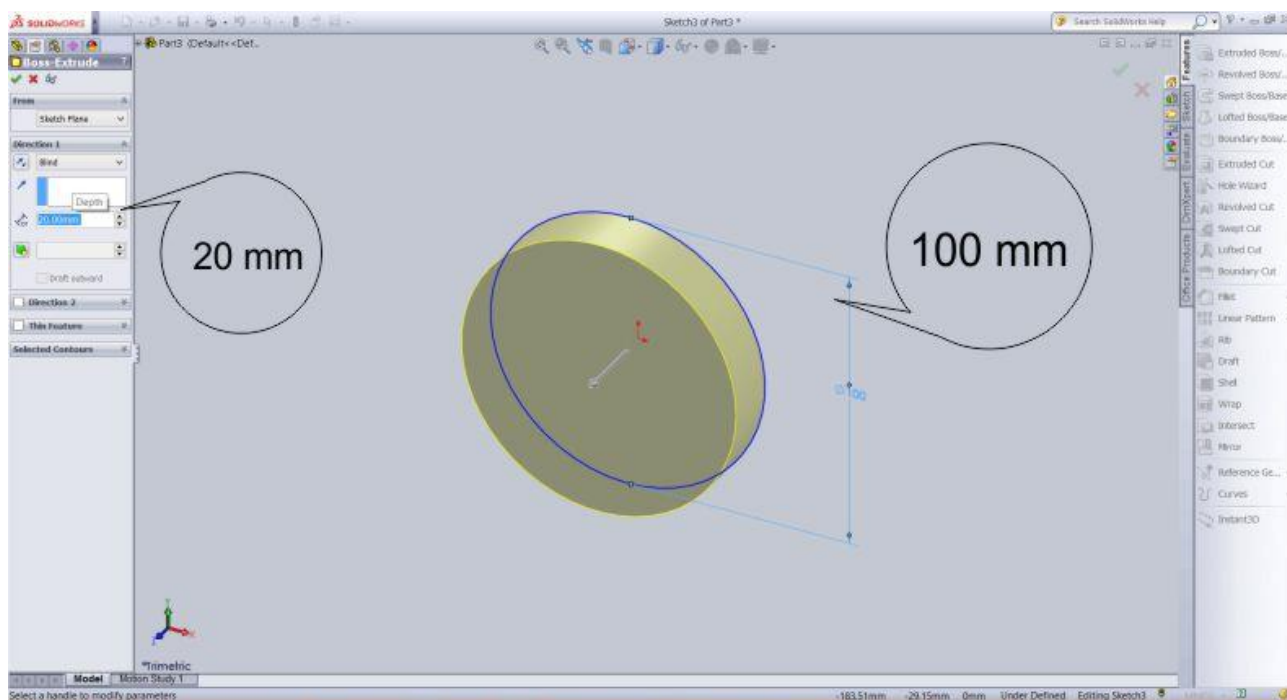 SOLIDWORKS
Sketch3 of Part3 *
Search SolidWorks Help
Part3 (Default<<Def...
Boss-Extrude
From
Sketch Plane
Direction 1
Blind
Depth
20.00mm
Draft outward
Direction 2
Thin Feature
Selected Contours
20 mm
100 mm
100
Features
Sketch
Evaluate
DimXpert
Office Products
Extruded Boss/...
Revolved Boss/...
Swept Boss/Base
Lofted Boss/Base
Boundary Boss/...
Extruded Cut
Hole Wizard
Revolved Cut
Swept Cut
Lofted Cut
Boundary Cut
Fillet
Linear Pattern
Rib
Draft
Shell
Wrap
Intersect
Mirror
Reference Ge...
Curves
Instant3D
*Trimetric
Model
Motion Study 1
Select a handle to modify parameters
-183.51mm
-29.15mm
0mm
Under Defined
Editing Sketch3